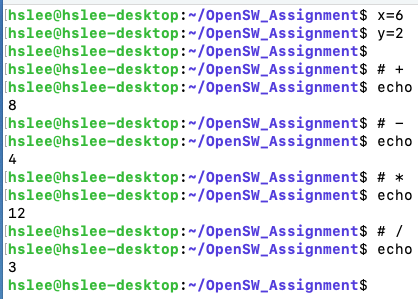 hslee@hslee-desktop:~/OpenSW_Assignment$ x=6
hslee@hslee-desktop:~/OpenSW_Assignment$ y=2
hslee@hslee-desktop:~/OpenSW_Assignment$
hslee@hslee-desktop:~/OpenSW_Assignment$ # +
hslee@hslee-desktop:~/OpenSW_Assignment$ echo
8
hslee@hslee-desktop:~/OpenSW_Assignment$ # -
hslee@hslee-desktop:~/OpenSW_Assignment$ echo
4
hslee@hslee-desktop:~/OpenSW_Assignment$ # *
hslee@hslee-desktop:~/OpenSW_Assignment$ echo
12
hslee@hslee-desktop:~/OpenSW_Assignment$ # /
hslee@hslee-desktop:~/OpenSW_Assignment$ echo
3
hslee@hslee-desktop:~/OpenSW_Assignment$